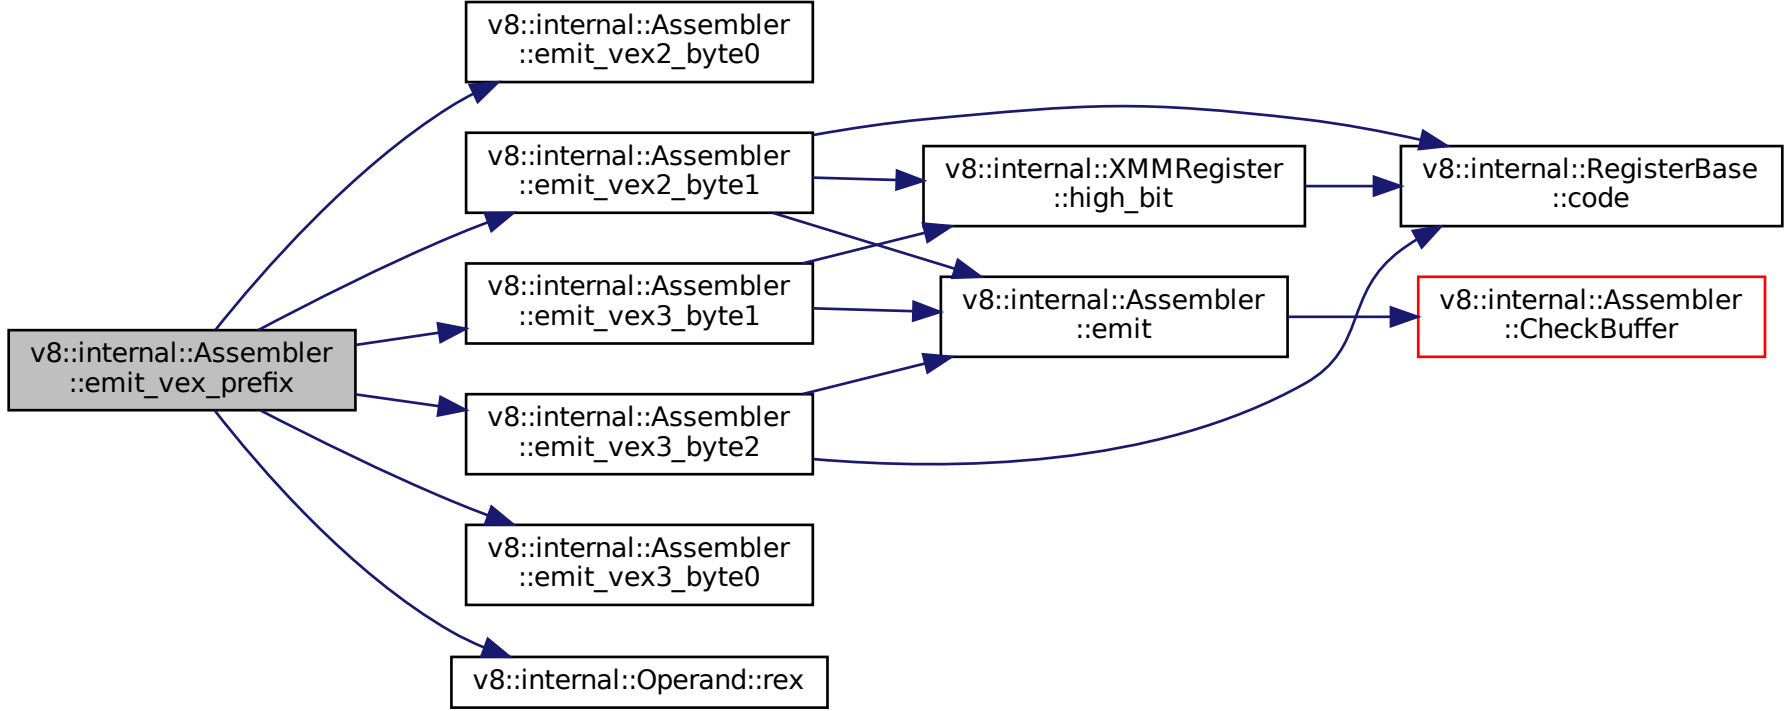 v8::internal::Assembler
::emit_vex2_byte0
v8::internal::Assembler
::emit_vex2_byte1
v8::internal::XMMRegister
::high_bit
v8::internal::RegisterBase
::code
v8::internal::Assembler
::emit_vex3_byte1
v8::internal::Assembler
::emit
v8::internal::Assembler
::CheckBuffer
v8::internal::Assembler
::emit_vex_prefix
v8::internal::Assembler
::emit_vex3_byte2
v8::internal::Assembler
::emit_vex3_byte0
v8::internal::Operand::rex